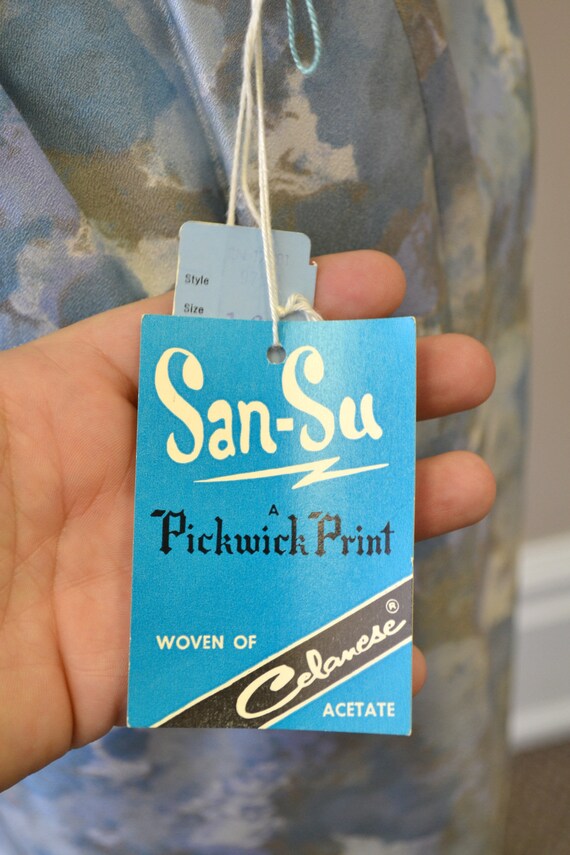 Style
Size
San-Su
A
Pickwick Print
WOVEN OF
Celanese ®
ACETATE